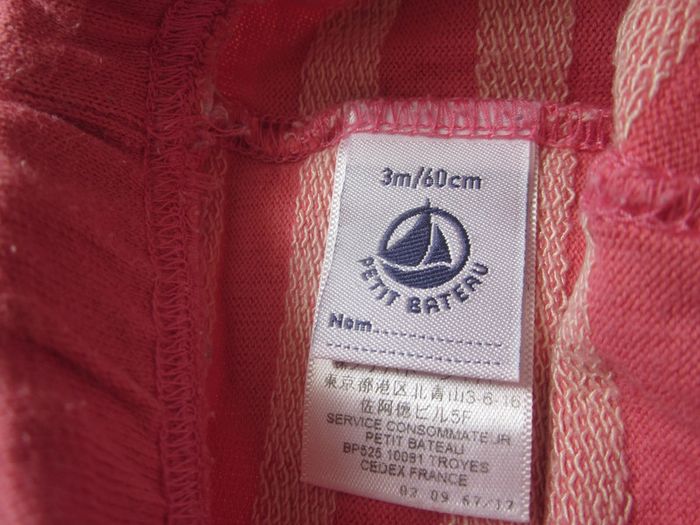 3m/60cm
PETIT BATEAU
Nom
東京都港区北青山3-6-16
佐阿徳ビル5F
SERVICE CONSOMMATEUR
PETIT BATEAU
BP525 10081 TROYES
CEDEX FRANCE